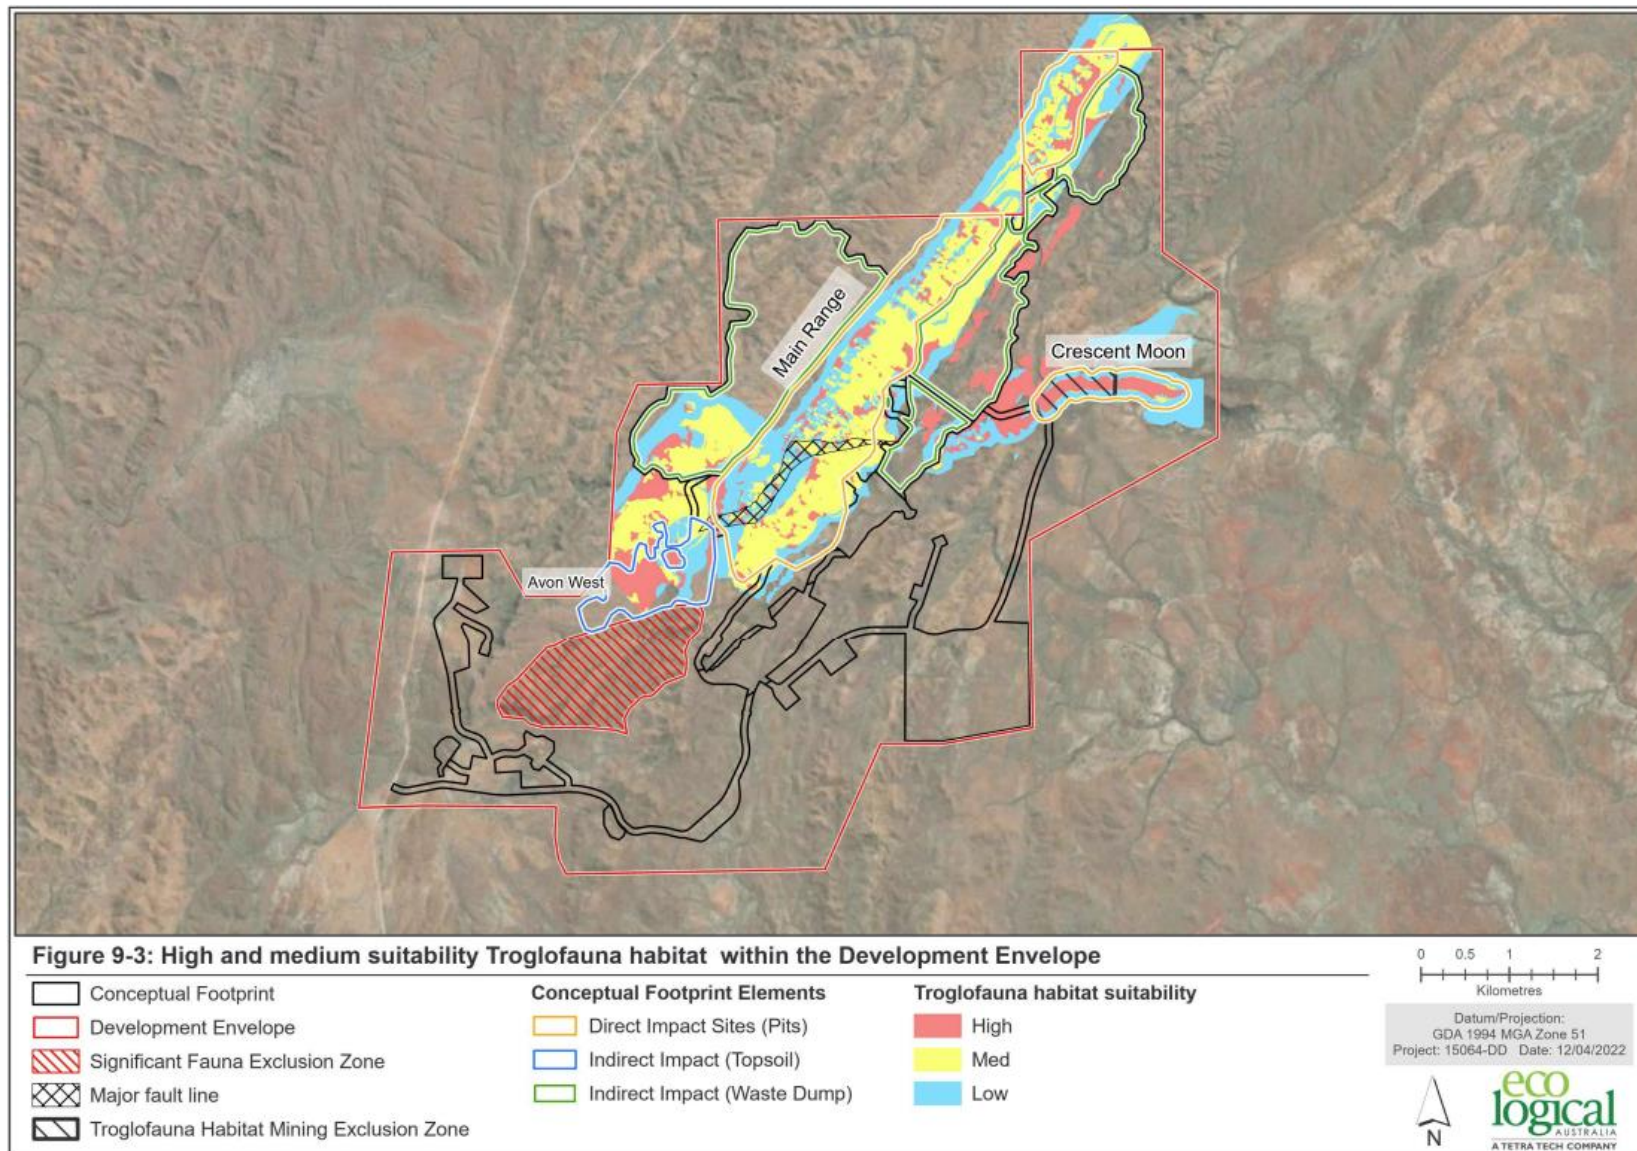 Main Range
Crescent Moon
Avon West
Figure 9-3: High and medium suitability Troglofauna habitat within the Development Envelope
Conceptual Footprint
Development Envelope
Significant Fauna Exclusion Zone
Major fault line
Troglofauna Habitat Mining Exclusion Zone
Conceptual Footprint Elements
Direct Impact Sites (Pits)
Indirect Impact (Topsoil)
Indirect Impact (Waste Dump)
Troglofauna habitat suitability
High
Med
Low
0 0.5 1 2
Kilometres
Datum/Projection:
GDA 1994 MGA Zone 51
Project: 15064-DD Date: 12/04/2022
N
eco
logical
AUSTRALIA
A TETRA TECH COMPANY